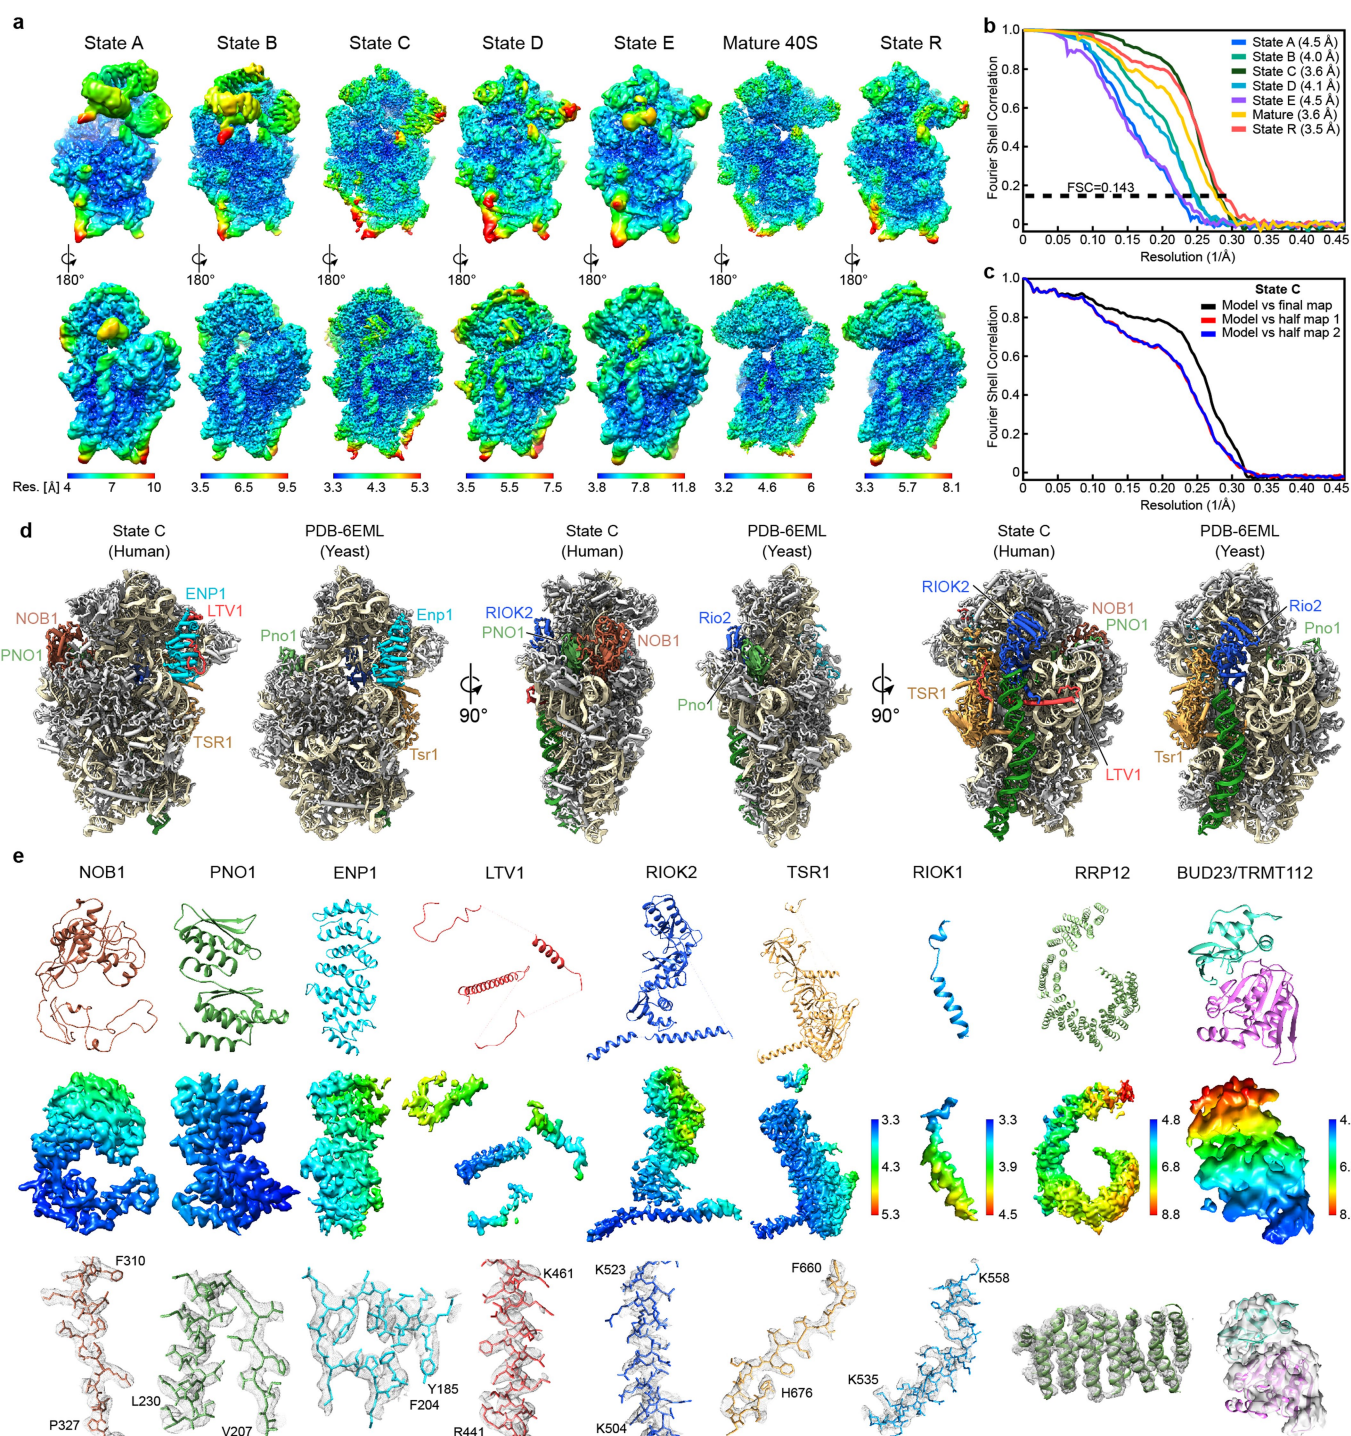 a
State A State B State C State D State E Mature 40S State R
180° 180° 180° 180° 180° 180° 180°
Res. [Å] 4 7 10 3.5 6.5 9.5 3.3 4.3 5.3 3.5 5.5 7.5 3.8 7.8 11.8 3.2 4.6 6 3.3 5.7 8.1
b
Fourier Shell Correlation
1.0
0.8
0.6
0.4
0.2
0
State A (4.5 Å)
State B (4.0 Å)
State C (3.6 Å)
State D (4.1 Å)
State E (4.5 Å)
Mature (3.6 Å)
State R (3.5 Å)
FSC=0.143
0 0.05 0.10 0.15 0.20 0.25 0.30 0.35 0.40 0.45
Resolution (1/Å)
c
Fourier Shell Correlation
1.0
0.8
0.6
0.4
0.2
0
State C
Model vs final map
Model vs half map 1
Model vs half map 2
0 0.05 0.10 0.15 0.20 0.25 0.30 0.35 0.40 0.45
Resolution (1/Å)
d
State C
(Human)
NOB1
PNO1
ENP1
LTV1
TSR1
PDB-6EML
(Yeast)
Pno1
Enp1
Tsr1
90°
State C
(Human)
RIOK2
PNO1
NOB1
PDB-6EML
(Yeast)
Rio2
Pno1
90°
State C
(Human)
RIOK2
NOB1
PNO1
TSR1
LTV1
PDB-6EML
(Yeast)
Rio2
Pno1
Tsr1
e
NOB1 PNO1 ENP1 LTV1 RIOK2 TSR1 RIOK1 RRP12 BUD23/TRMT112
3.3 3.3 4.8 4.
4.3 3.9 6.8 6.
5.3 4.5 8.8 8.
F310
P327
L230
V207
Y185
F204
K461
R441
K523
K504
F660
H676
K558
K535